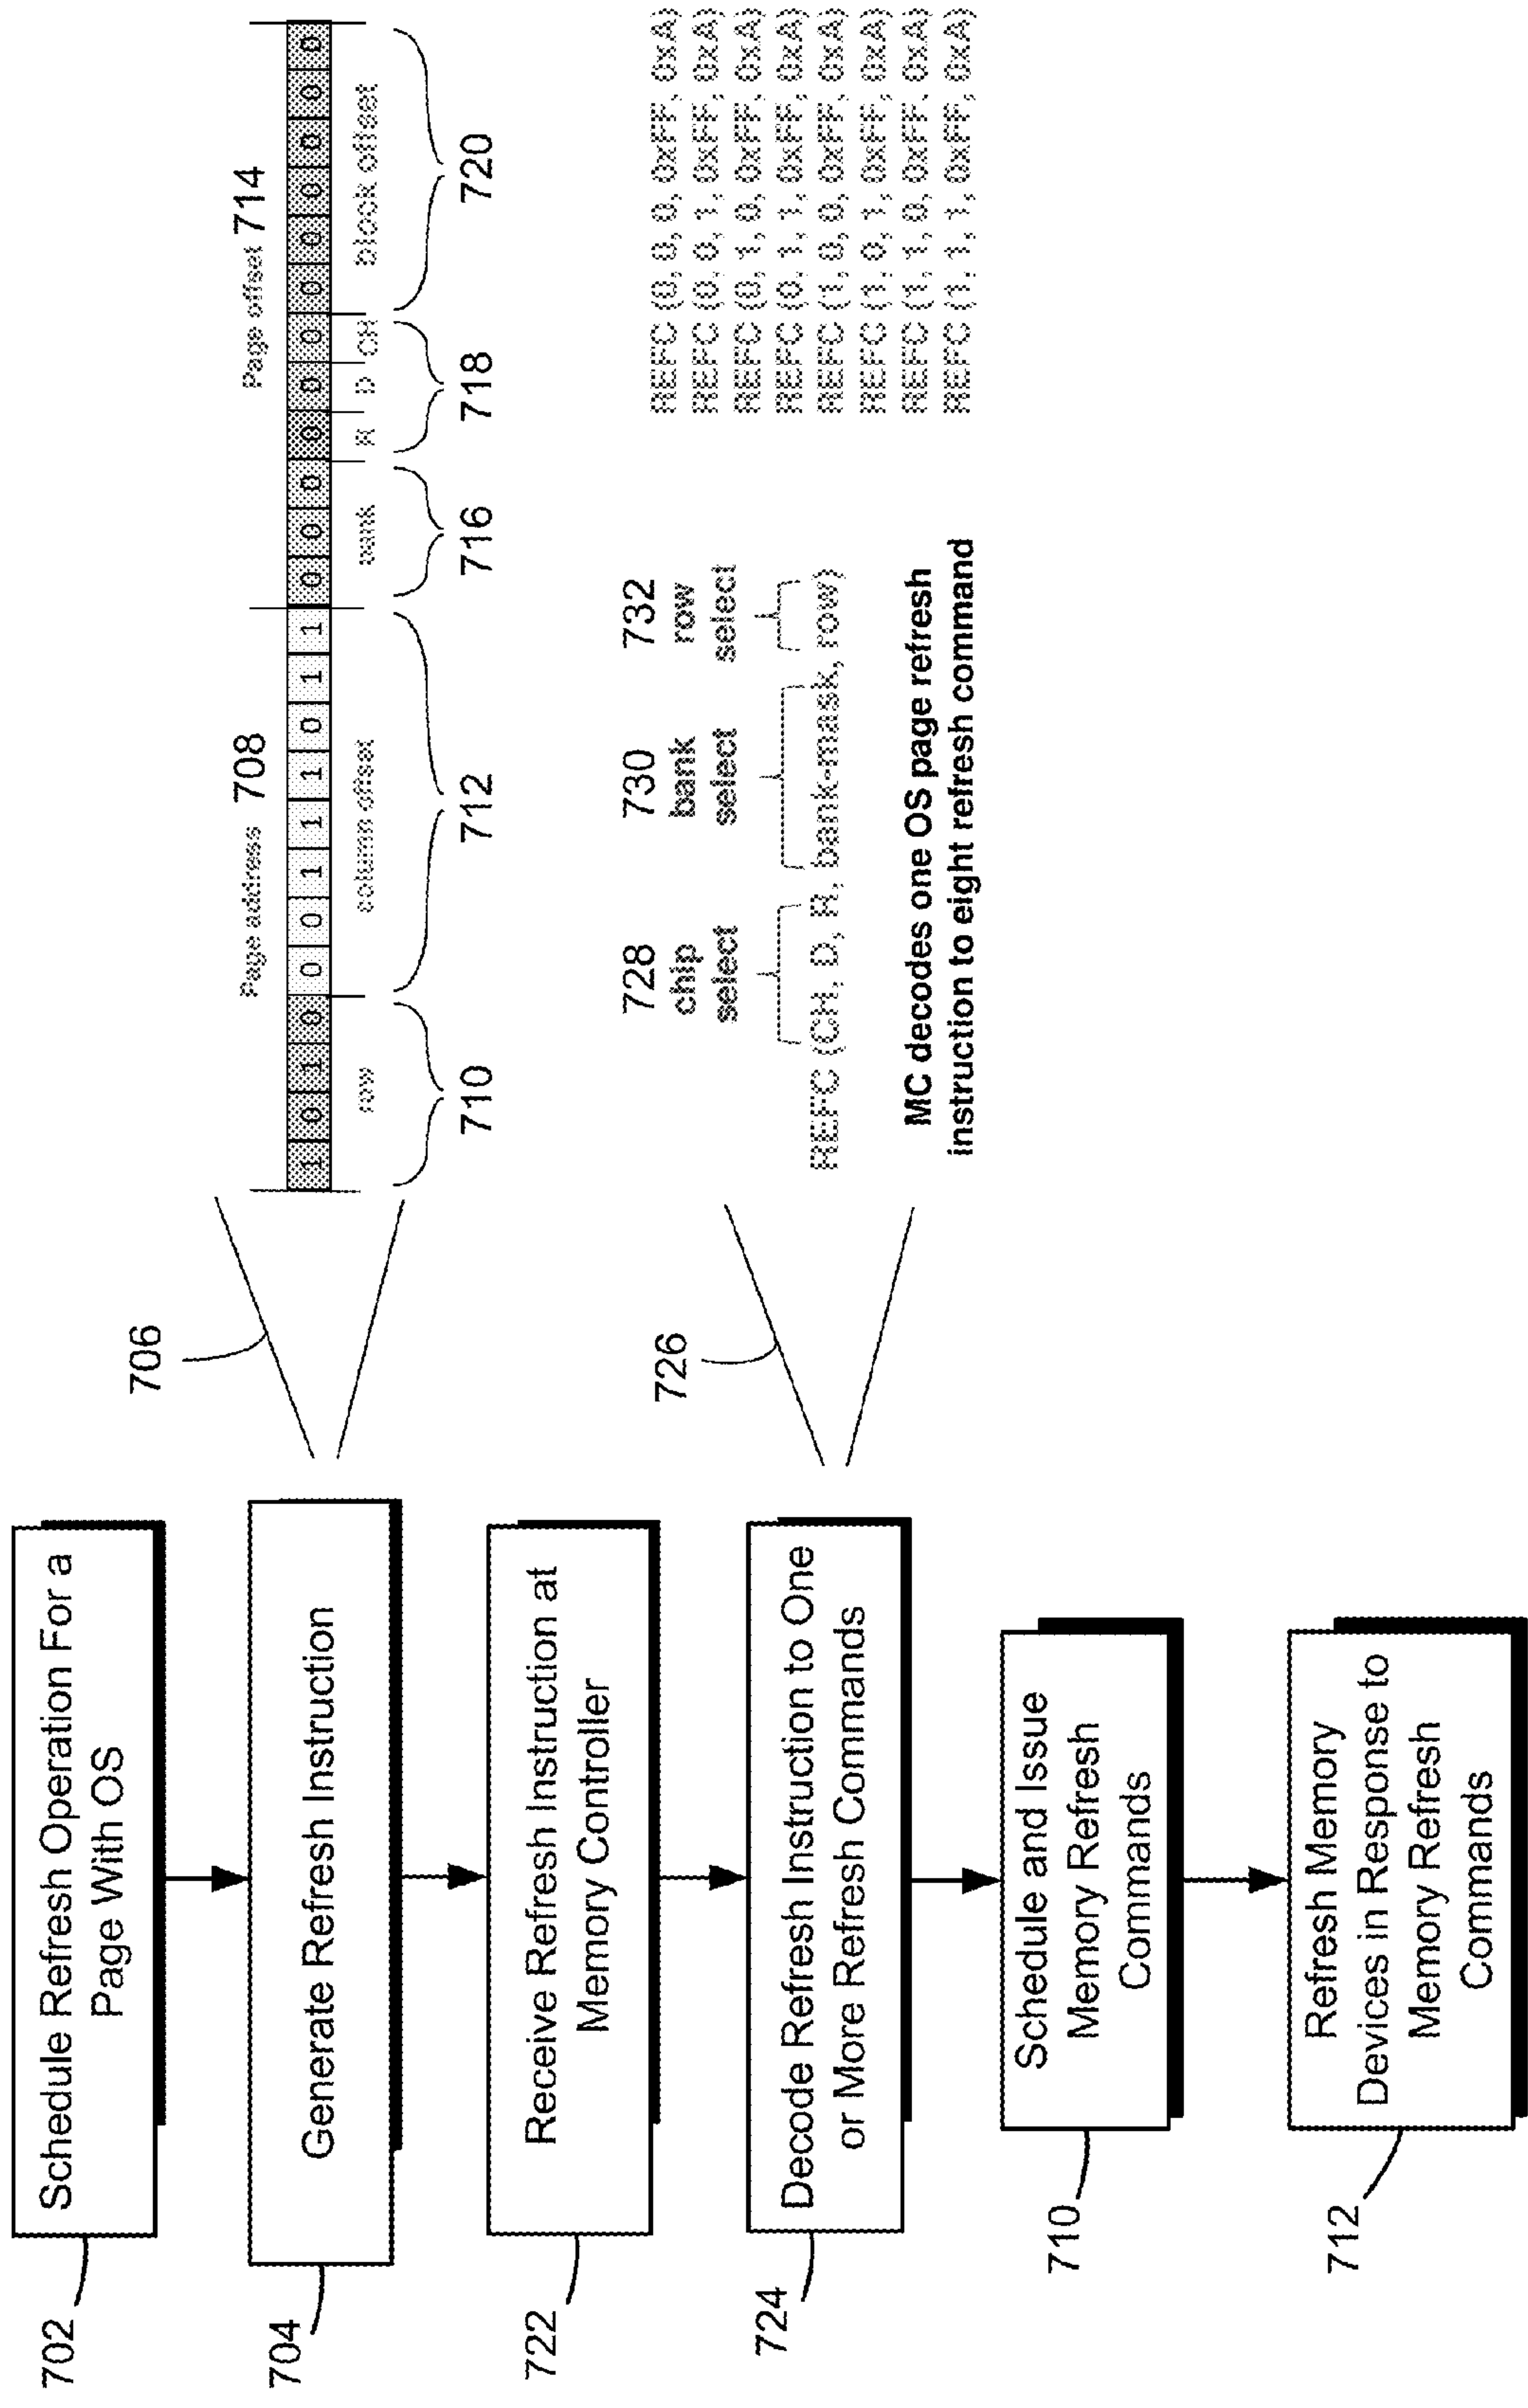 702
Schedule Refresh Operation For a
Page With OS
704
Generate Refresh Instruction
706
Page address 708
Page offset 714
1 0 1 0 0 0 1 1 1 0 1 1 0 0 0 0 0 0 0 0 0 0 0 0
row
column offset
bank
R D CH
block offset
710
712
716
718
720
722
Receive Refresh Instruction at
Memory Controller
724
Decode Refresh Instruction to One
or More Refresh Commands
726
728
chip
select
730
bank
select
732
row
select
REFC (CH, D, R, bank-mask, row)
MC decodes one OS page refresh
instruction to eight refresh command
REFC (0, 0, 0, 0xFF, 0xA)
REFC (0, 0, 1, 0xFF, 0xA)
REFC (0, 1, 0, 0xFF, 0xA)
REFC (0, 1, 1, 0xFF, 0xA)
REFC (1, 0, 0, 0xFF, 0xA)
REFC (1, 0, 1, 0xFF, 0xA)
REFC (1, 1, 0, 0xFF, 0xA)
REFC (1, 1, 1, 0xFF, 0xA)
710
Schedule and Issue
Memory Refresh
Commands
712
Refresh Memory
Devices in Response to
Memory Refresh
Commands